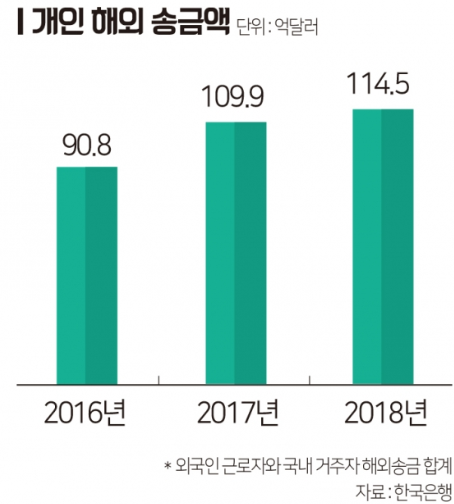 개인 해외 송금액 단위 : 억달러
90.8
109.9
114.5
2016년 2017년 2018년
* 외국인 근로자와 국내 거주자 해외송금 합계
자료 : 한국은행